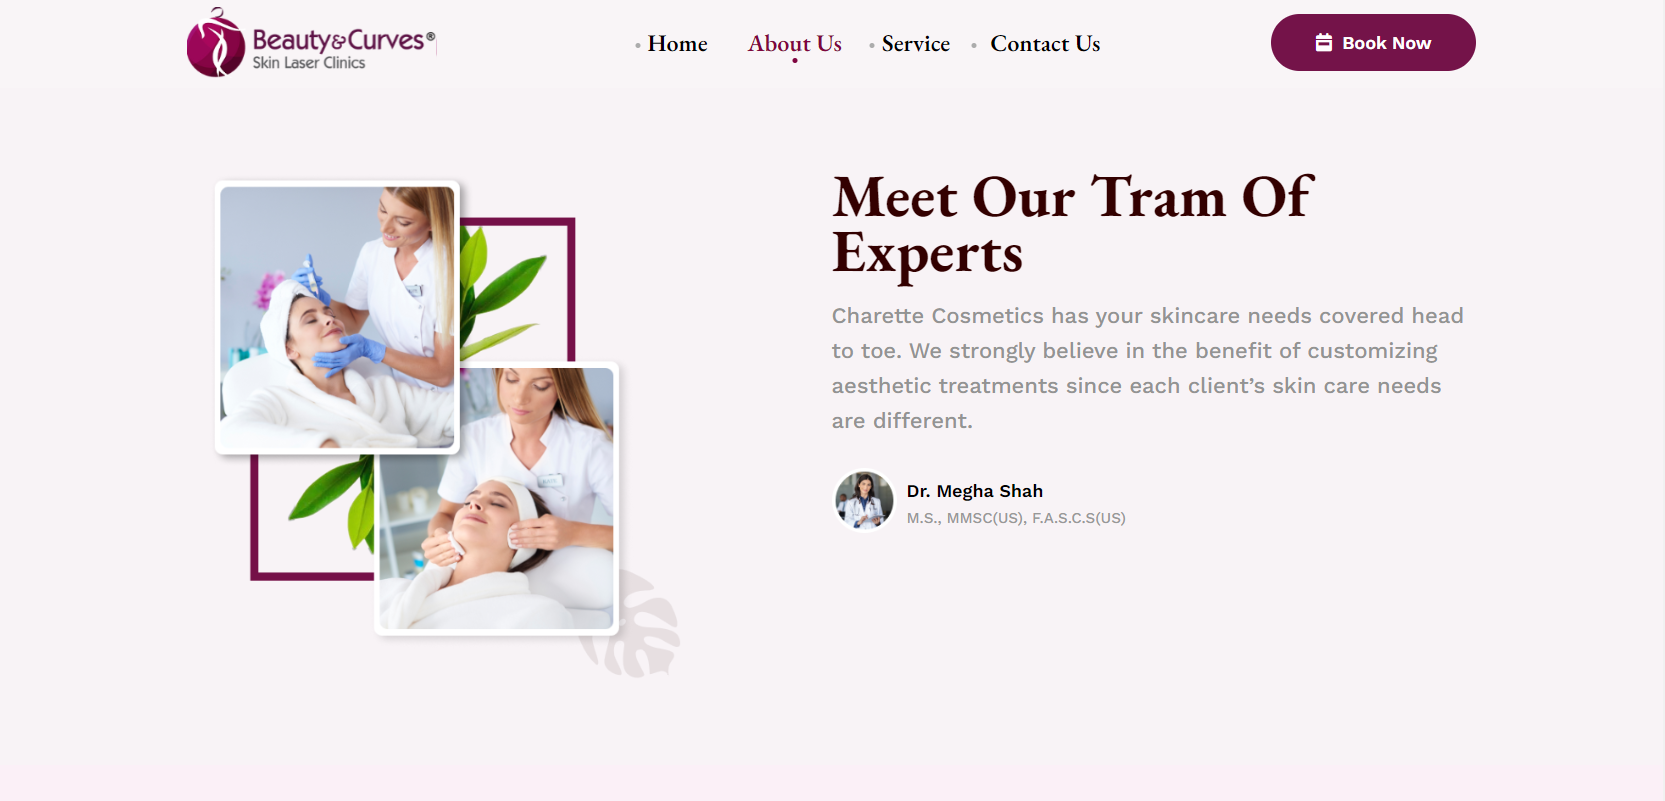 Beauty&Curves®
Skin Laser Clinics
Home
About Us
Service
Contact Us
Book Now
Meet Our Tram Of
Experts
Charette Cosmetics has your skincare needs covered head
to toe. We strongly believe in the benefit of customizing
aesthetic treatments since each client’s skin care needs
are different.
Dr. Megha Shah
M.S., MMSC(US), F.A.S.C.S(US)